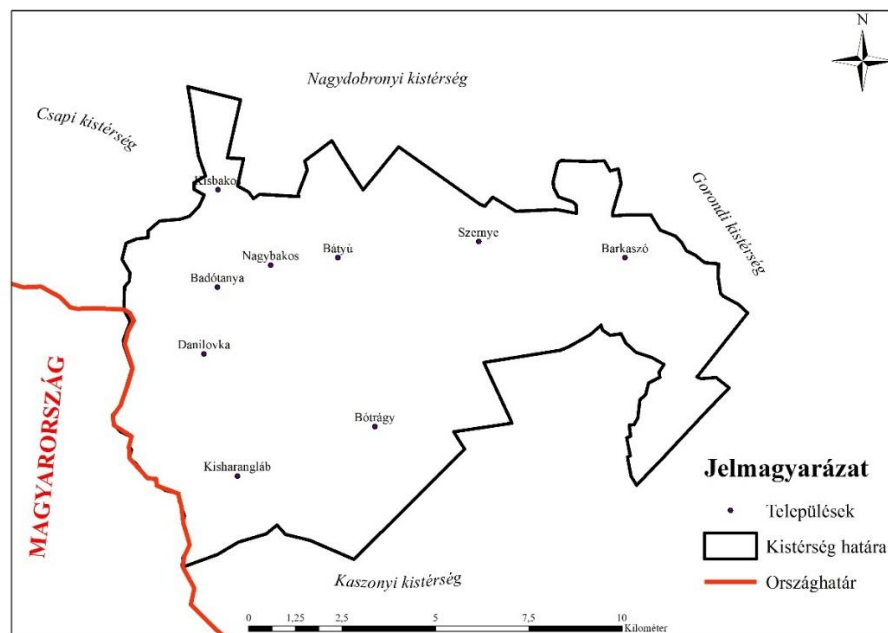 N
Nagydobronyi kistérség
Csapi kistérség
Gorondi kistérség
Kisbakos
Szernye
Nagybakos
Bátyú
Barkaszó
Badótanya
Danilovka
MAGYARORSZÁG
Bótrágy
Kisharangláb
Jelmagyarázat
Települések
Kistérség határa
Országhatár
Kaszonyi kistérség
0 1,25 2,5 5 7,5 10
Kilométer